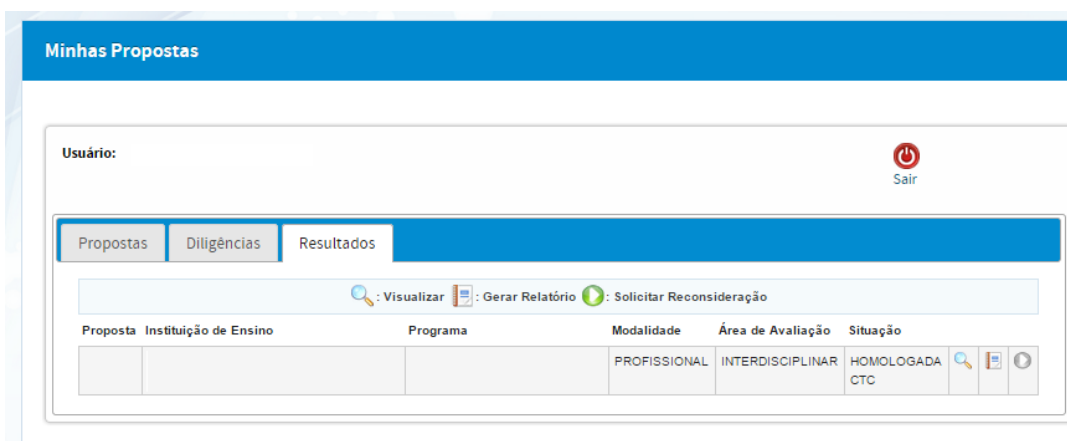 Minhas Propostas
Usuário:
Sair
Propostas Diligências Resultados
: Visualizar : Gerar Relatório : Solicitar Reconsideração
Proposta Instituição de Ensino Programa Modalidade Área de Avaliação Situação
PROFISSIONAL INTERDISCIPLINAR HOMOLOGADA
CTC